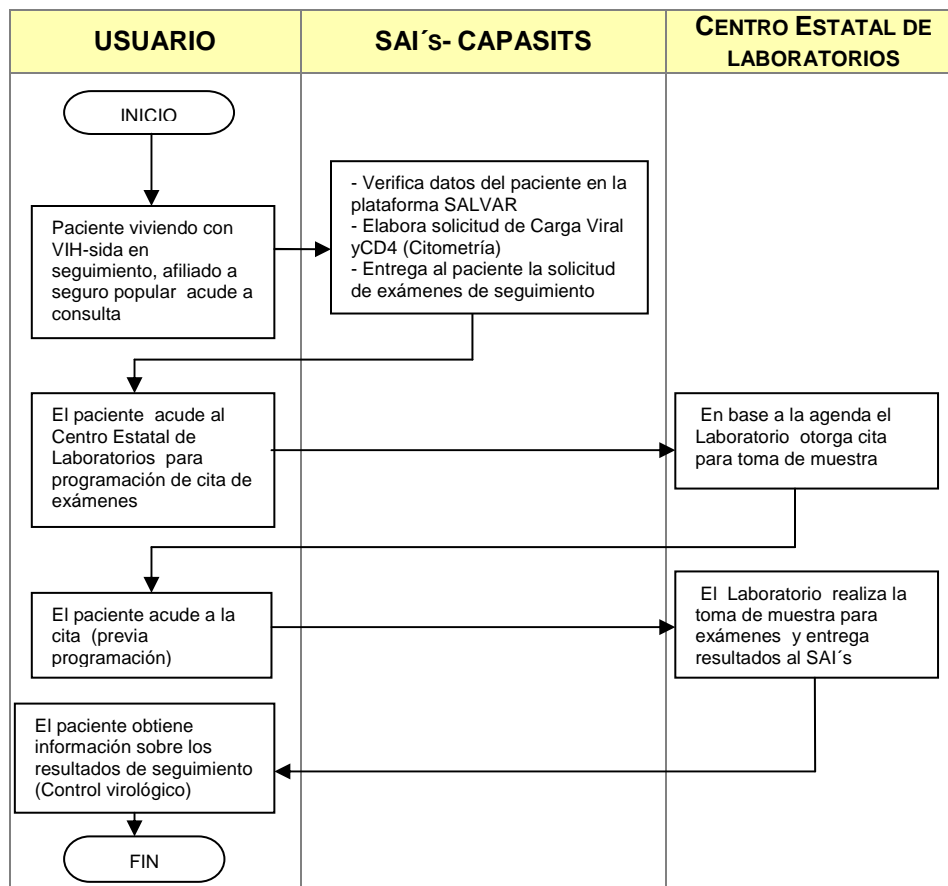 USUARIO
SAI´s- CAPASITS
CENTRO ESTATAL DE
LABORATORIOS
INICIO
Paciente viviendo con
VIH-sida en
seguimiento, afiliado a
seguro popular acude a
consulta
- Verifica datos del paciente en la
plataforma SALVAR
- Elabora solicitud de Carga Viral
yCD4 (Citometría)
- Entrega al paciente la solicitud
de exámenes de seguimiento
El paciente acude al
Centro Estatal de
Laboratorios para
programación de cita de
exámenes
En base a la agenda el
Laboratorio otorga cita
para toma de muestra
El paciente acude a la
cita (previa
programación)
El Laboratorio realiza la
toma de muestra para
exámenes y entrega
resultados al SAI´s
El paciente obtiene
información sobre los
resultados de seguimiento
(Control virológico)
FIN